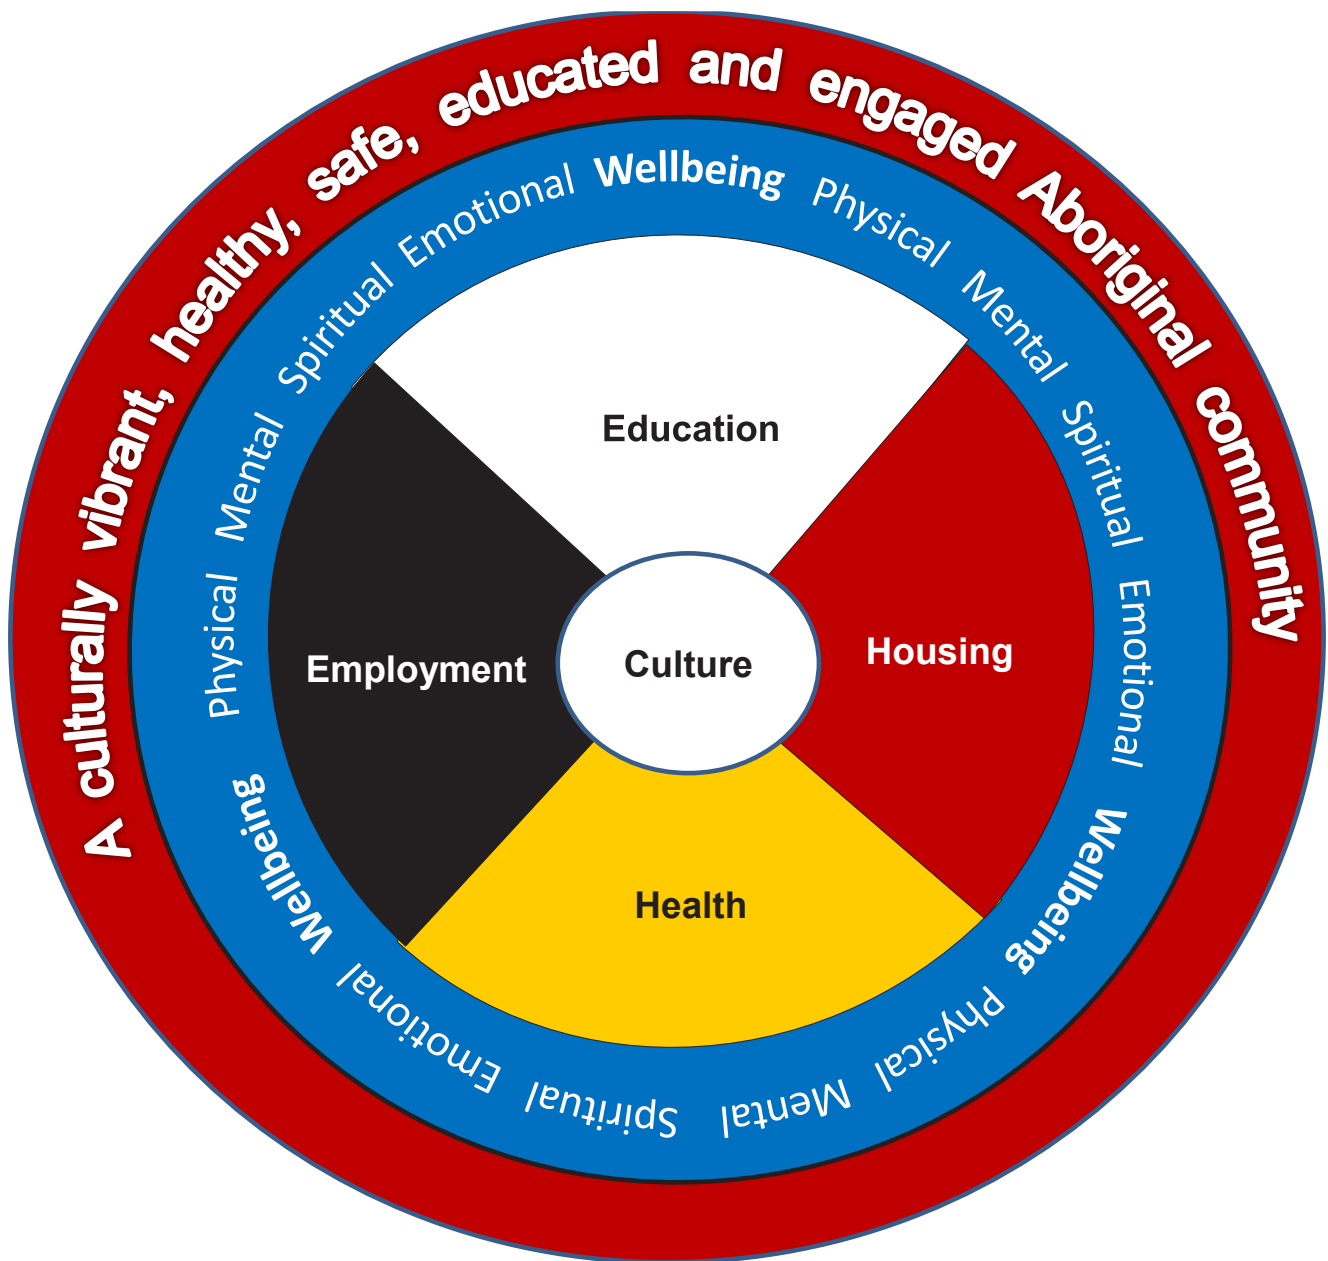 A culturally vibrant, healthy, safe, educated and engaged Aboriginal community
Physical Mental Spiritual Emotional Wellbeing Physical Mental Spiritual Emotional Wellbeing Physical Mental Spiritual Emotional Wellbeing
Education
Employment
Culture
Housing
Health